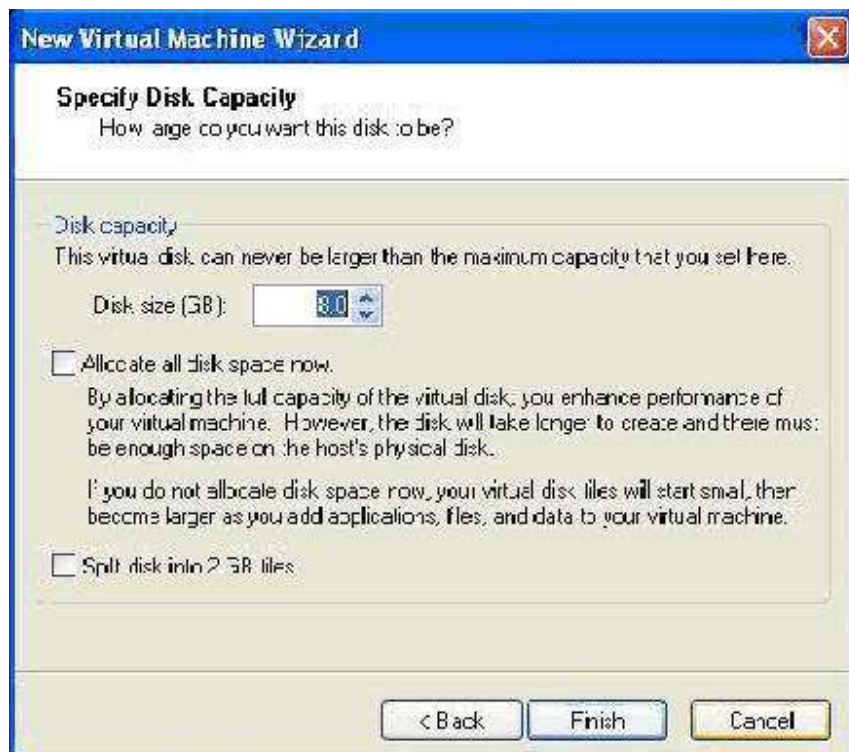 New Virtual Machine Wizard
Specify Disk Capacity
How large do you want this disk to be?
Disk capacity
This virtual disk can never be larger than the maximum capacity that you set here.
Disk size (GB):
8.0
Allocate all disk space now.
By allocating the full capacity of the virtual disk, you enhance performance of
your virtual machine. However, the disk will take longer to create and there must
be enough space on the host's physical disk.
If you do not allocate disk space now, your virtual disk files will start small, then
become larger as you add applications, files, and data to your virtual machine.
Split disk into 2 GB files
< Back
Finish
Cancel